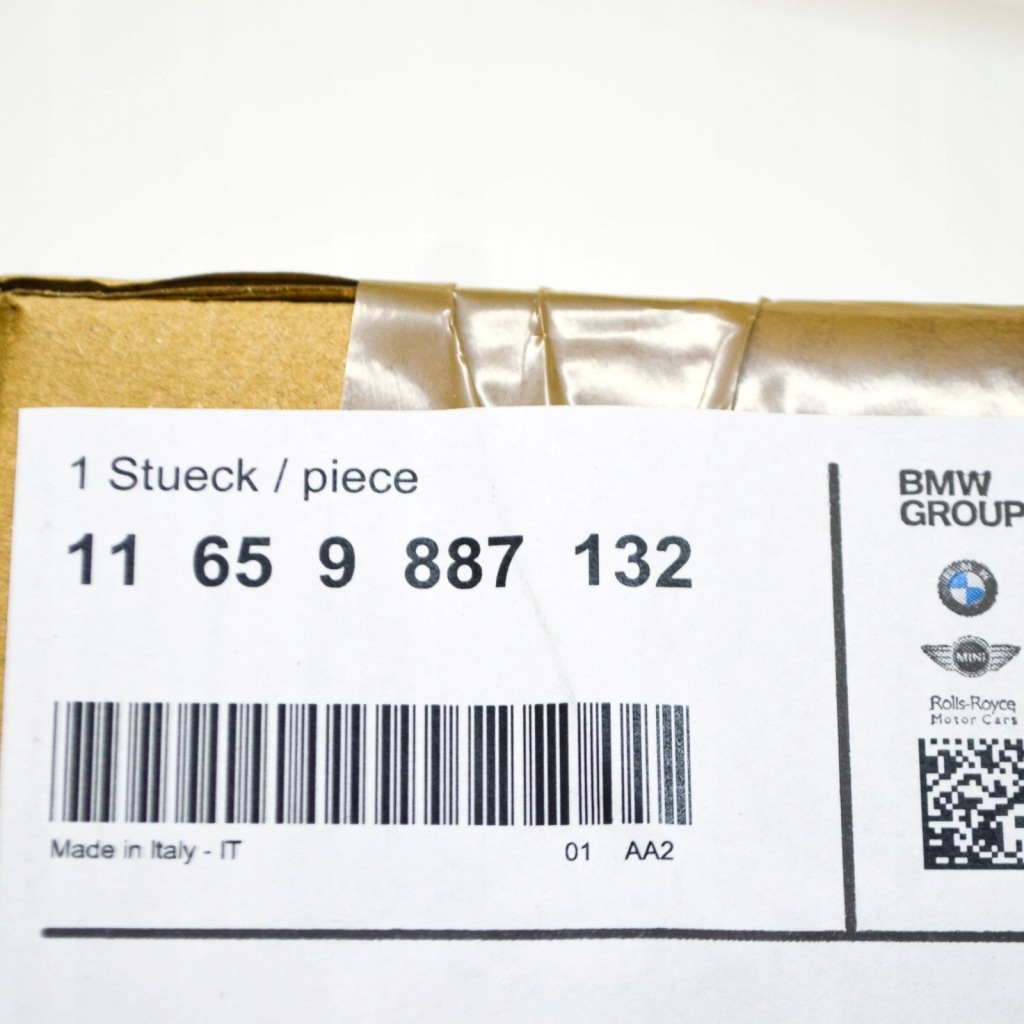 1 Stueck / piece
11 65 9 887 132
Made in Italy - IT 01 AA2
BMW
GROUP
MINI
Rolls-Royce
Motor Cars